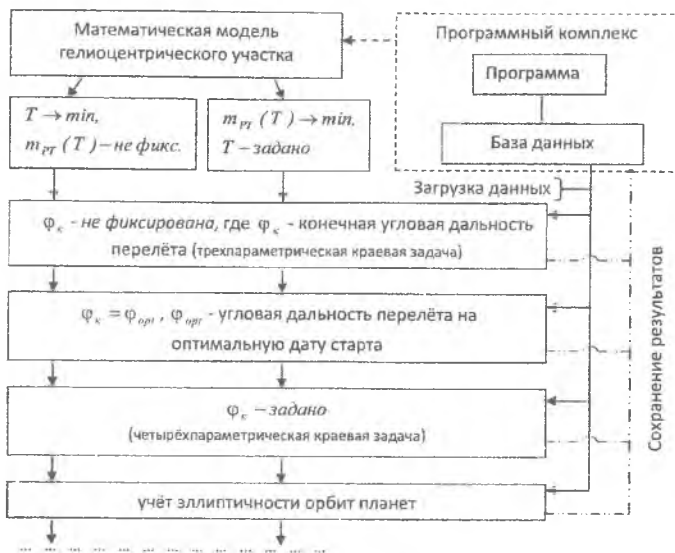 Математическая модель
гелиоцентрического участка
Программный комплекс
Программа
База данных
T → min,
m_РТ (T) – не фикс.
m_РТ (T) → min,
T – задано
Загрузка данных
φ_к - не фиксирована, где φ_к - конечная угловая дальность
перелёта (трехпараметрическая краевая задача)
φ_к = φ_opt , φ_opt - угловая дальность перелёта на
оптимальную дату старта
φ_к – задано
(четырёхпараметрическая краевая задача)
учёт эллиптичности орбит планет
Сохранение результатов